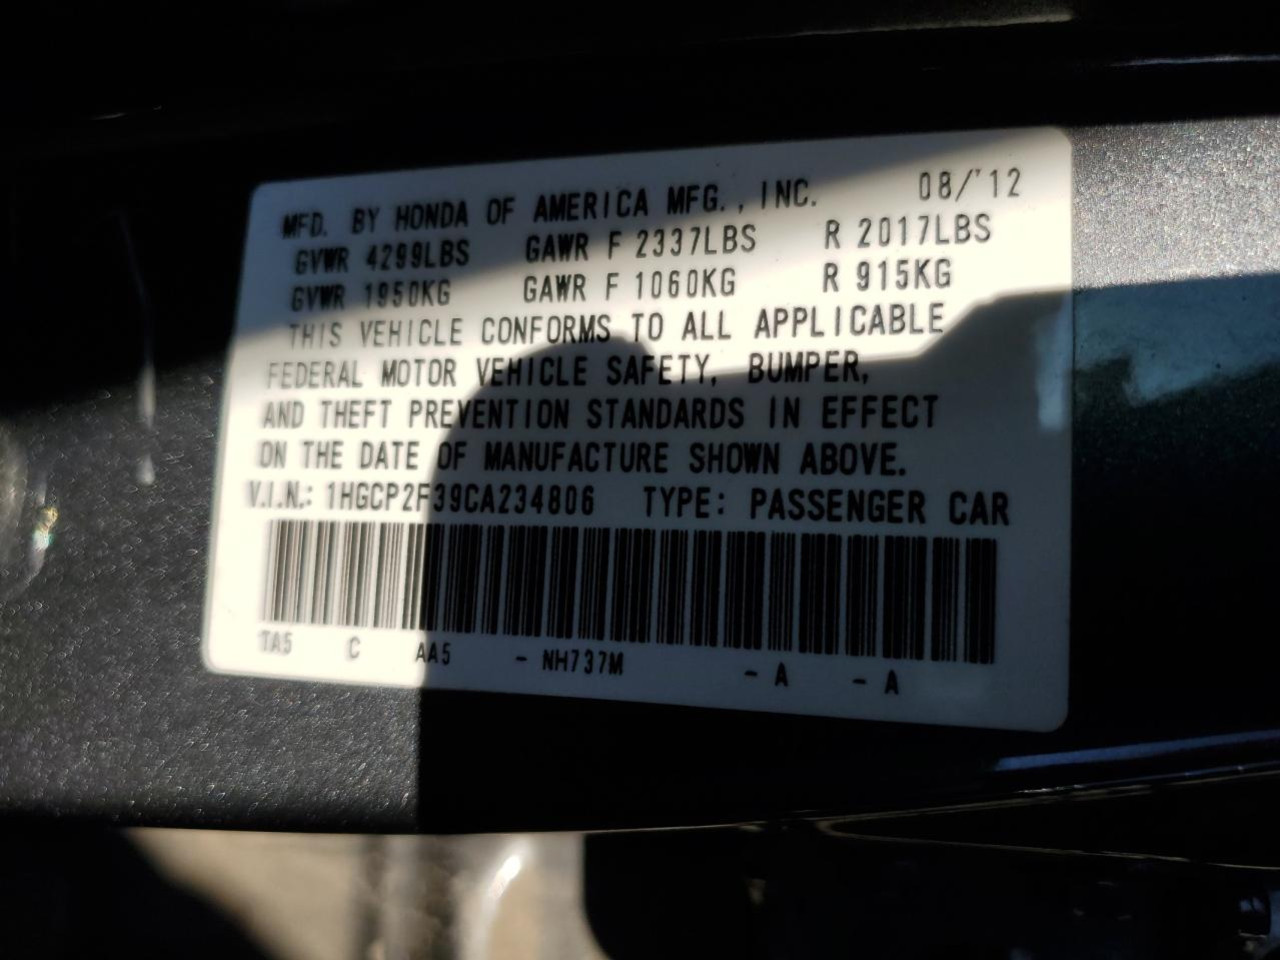 MFD. BY HONDA OF AMERICA MFG., INC. 08/'12
GVWR 4299LBS GAWR F 2337LBS R 2017LBS
GVWR 1950KG GAWR F 1060KG R 915KG
THIS VEHICLE CONFORMS TO ALL APPLICABLE
FEDERAL MOTOR VEHICLE SAFETY, BUMPER,
AND THEFT PREVENTION STANDARDS IN EFFECT
ON THE DATE OF MANUFACTURE SHOWN ABOVE.
V.I.N.: 1HGCP2F39CA234806 TYPE: PASSENGER CAR
TA5 C AA5 - NH737M - A - A